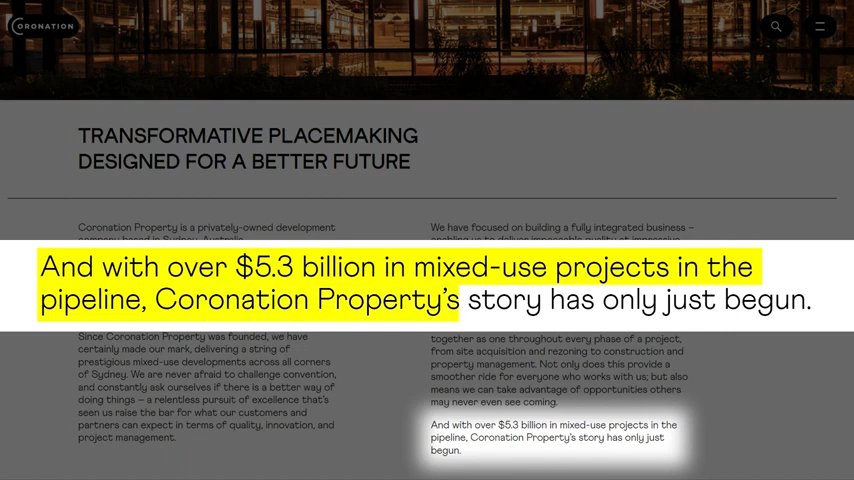 CORONATION
TRANSFORMATIVE PLACEMAKING
DESIGNED FOR A BETTER FUTURE
Coronation Property is a privately-owned development
company based in Sydney, Australia.
We have focused on building a fully integrated business –
And with over $5.3 billion in mixed-use projects in the
pipeline, Coronation Property's story has only just begun.
Since Coronation Property was founded, we have
certainly made our mark, delivering a string of
prestigious mixed-use developments across all corners
of Sydney. We are never afraid to challenge convention,
and constantly ask ourselves if there is a better way of
doing things – a relentless pursuit of excellence that's
seen us raise the bar for what our customers and
partners can expect in terms of quality, innovation, and
project management.
together as one throughout every phase of a project,
from site acquisition and rezoning to construction and
property management. Not only does this provide a
smoother ride for everyone who works with us; but also
means we can take advantage of opportunities others
may never even see coming.
And with over $5.3 billion in mixed-use projects in the
pipeline, Coronation Property's story has only just
begun.